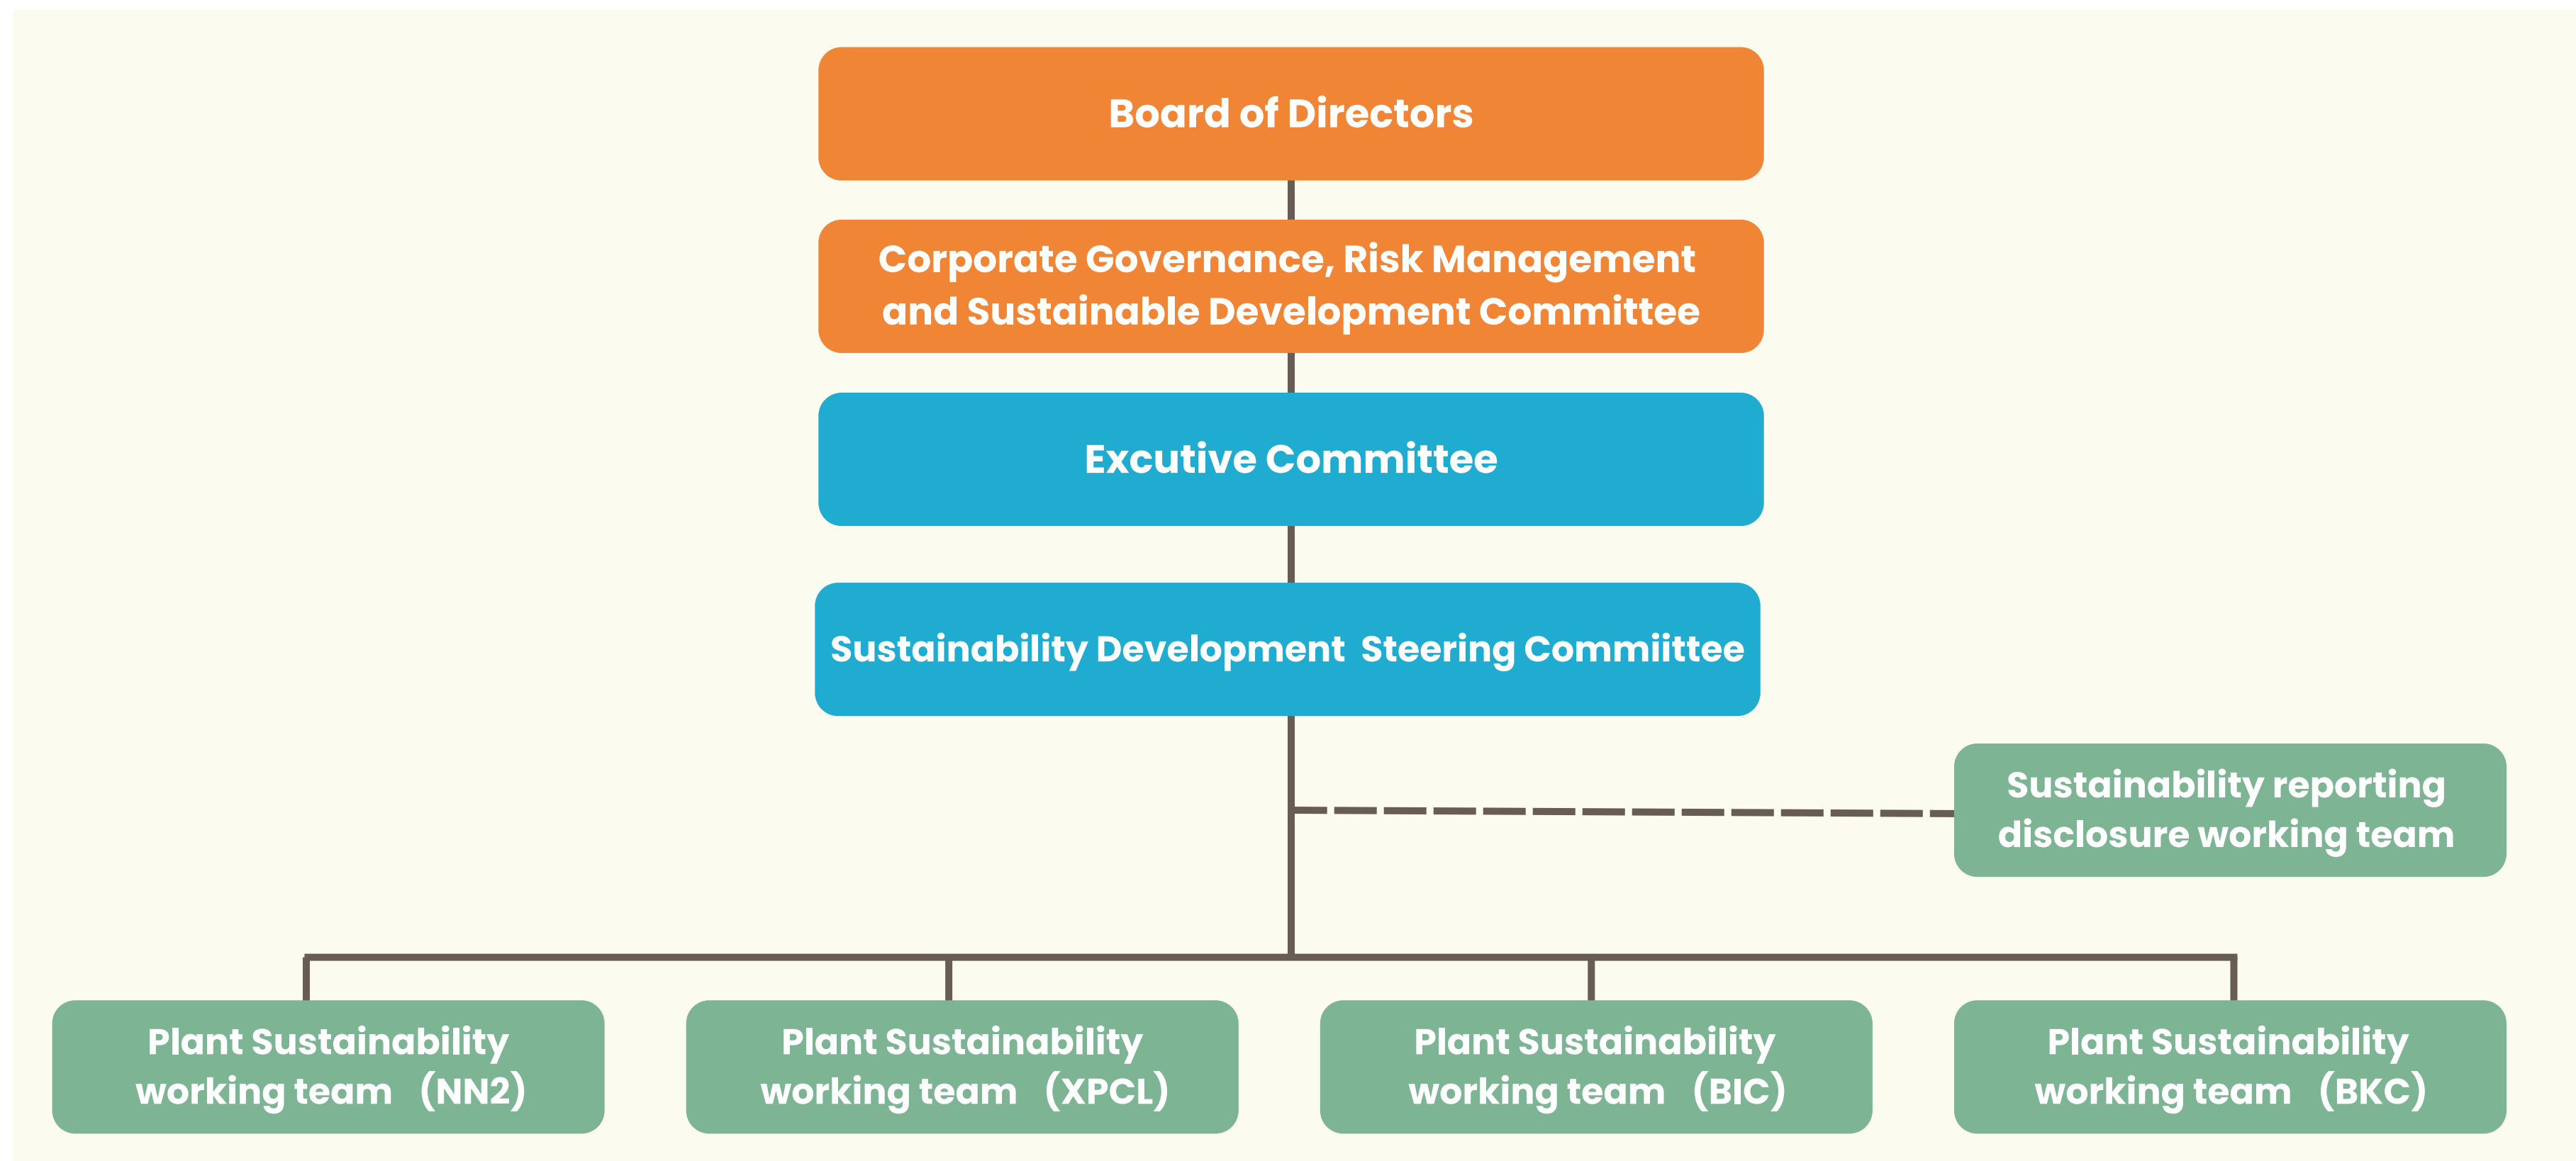 Board of Directors
Corporate Governance, Risk Management
and Sustainable Development Committee
Excutive Committee
Sustainability Development Steering Commiittee
Sustainability reporting
disclosure working team
Plant Sustainability
working team (NN2)
Plant Sustainability
working team (XPCL)
Plant Sustainability
working team (BIC)
Plant Sustainability
working team (BKC)